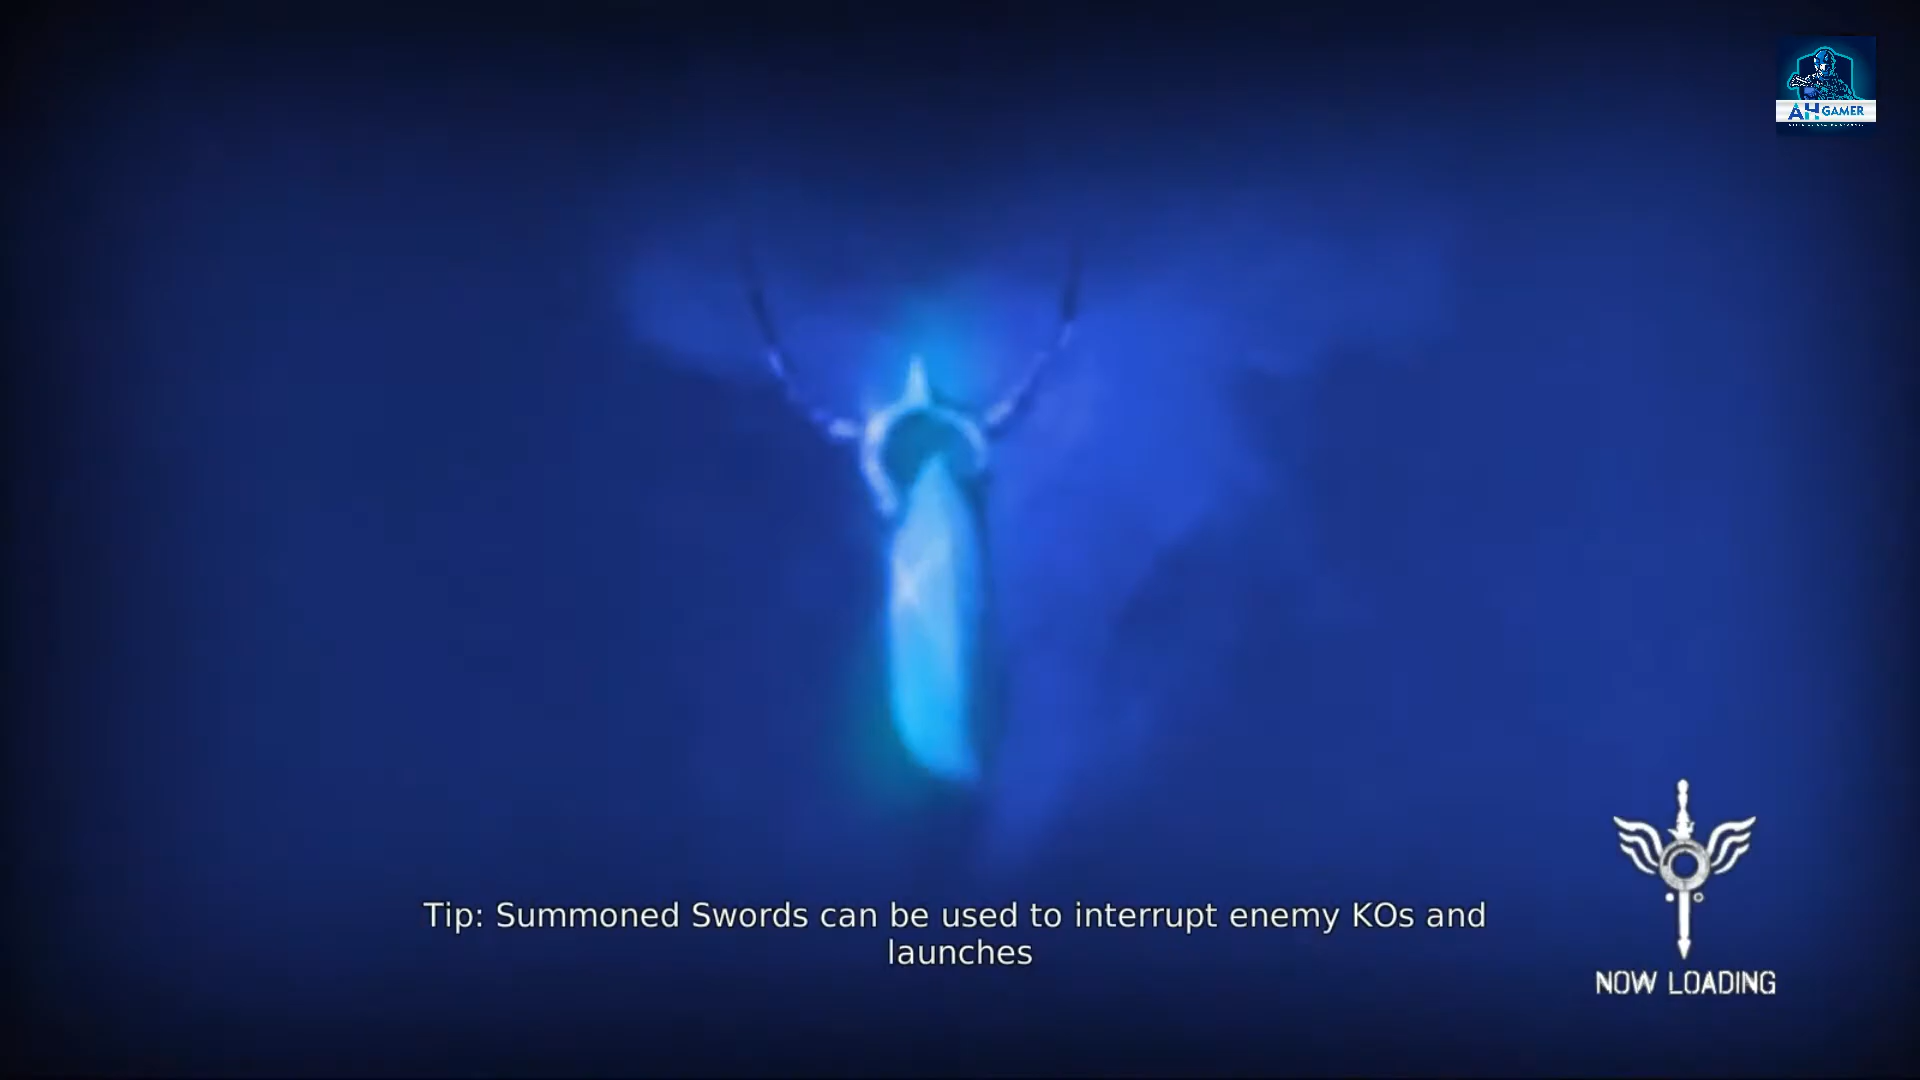 AH GAMER
Tip: Summoned Swords can be used to interrupt enemy KOs and
launches
NOW LOADING